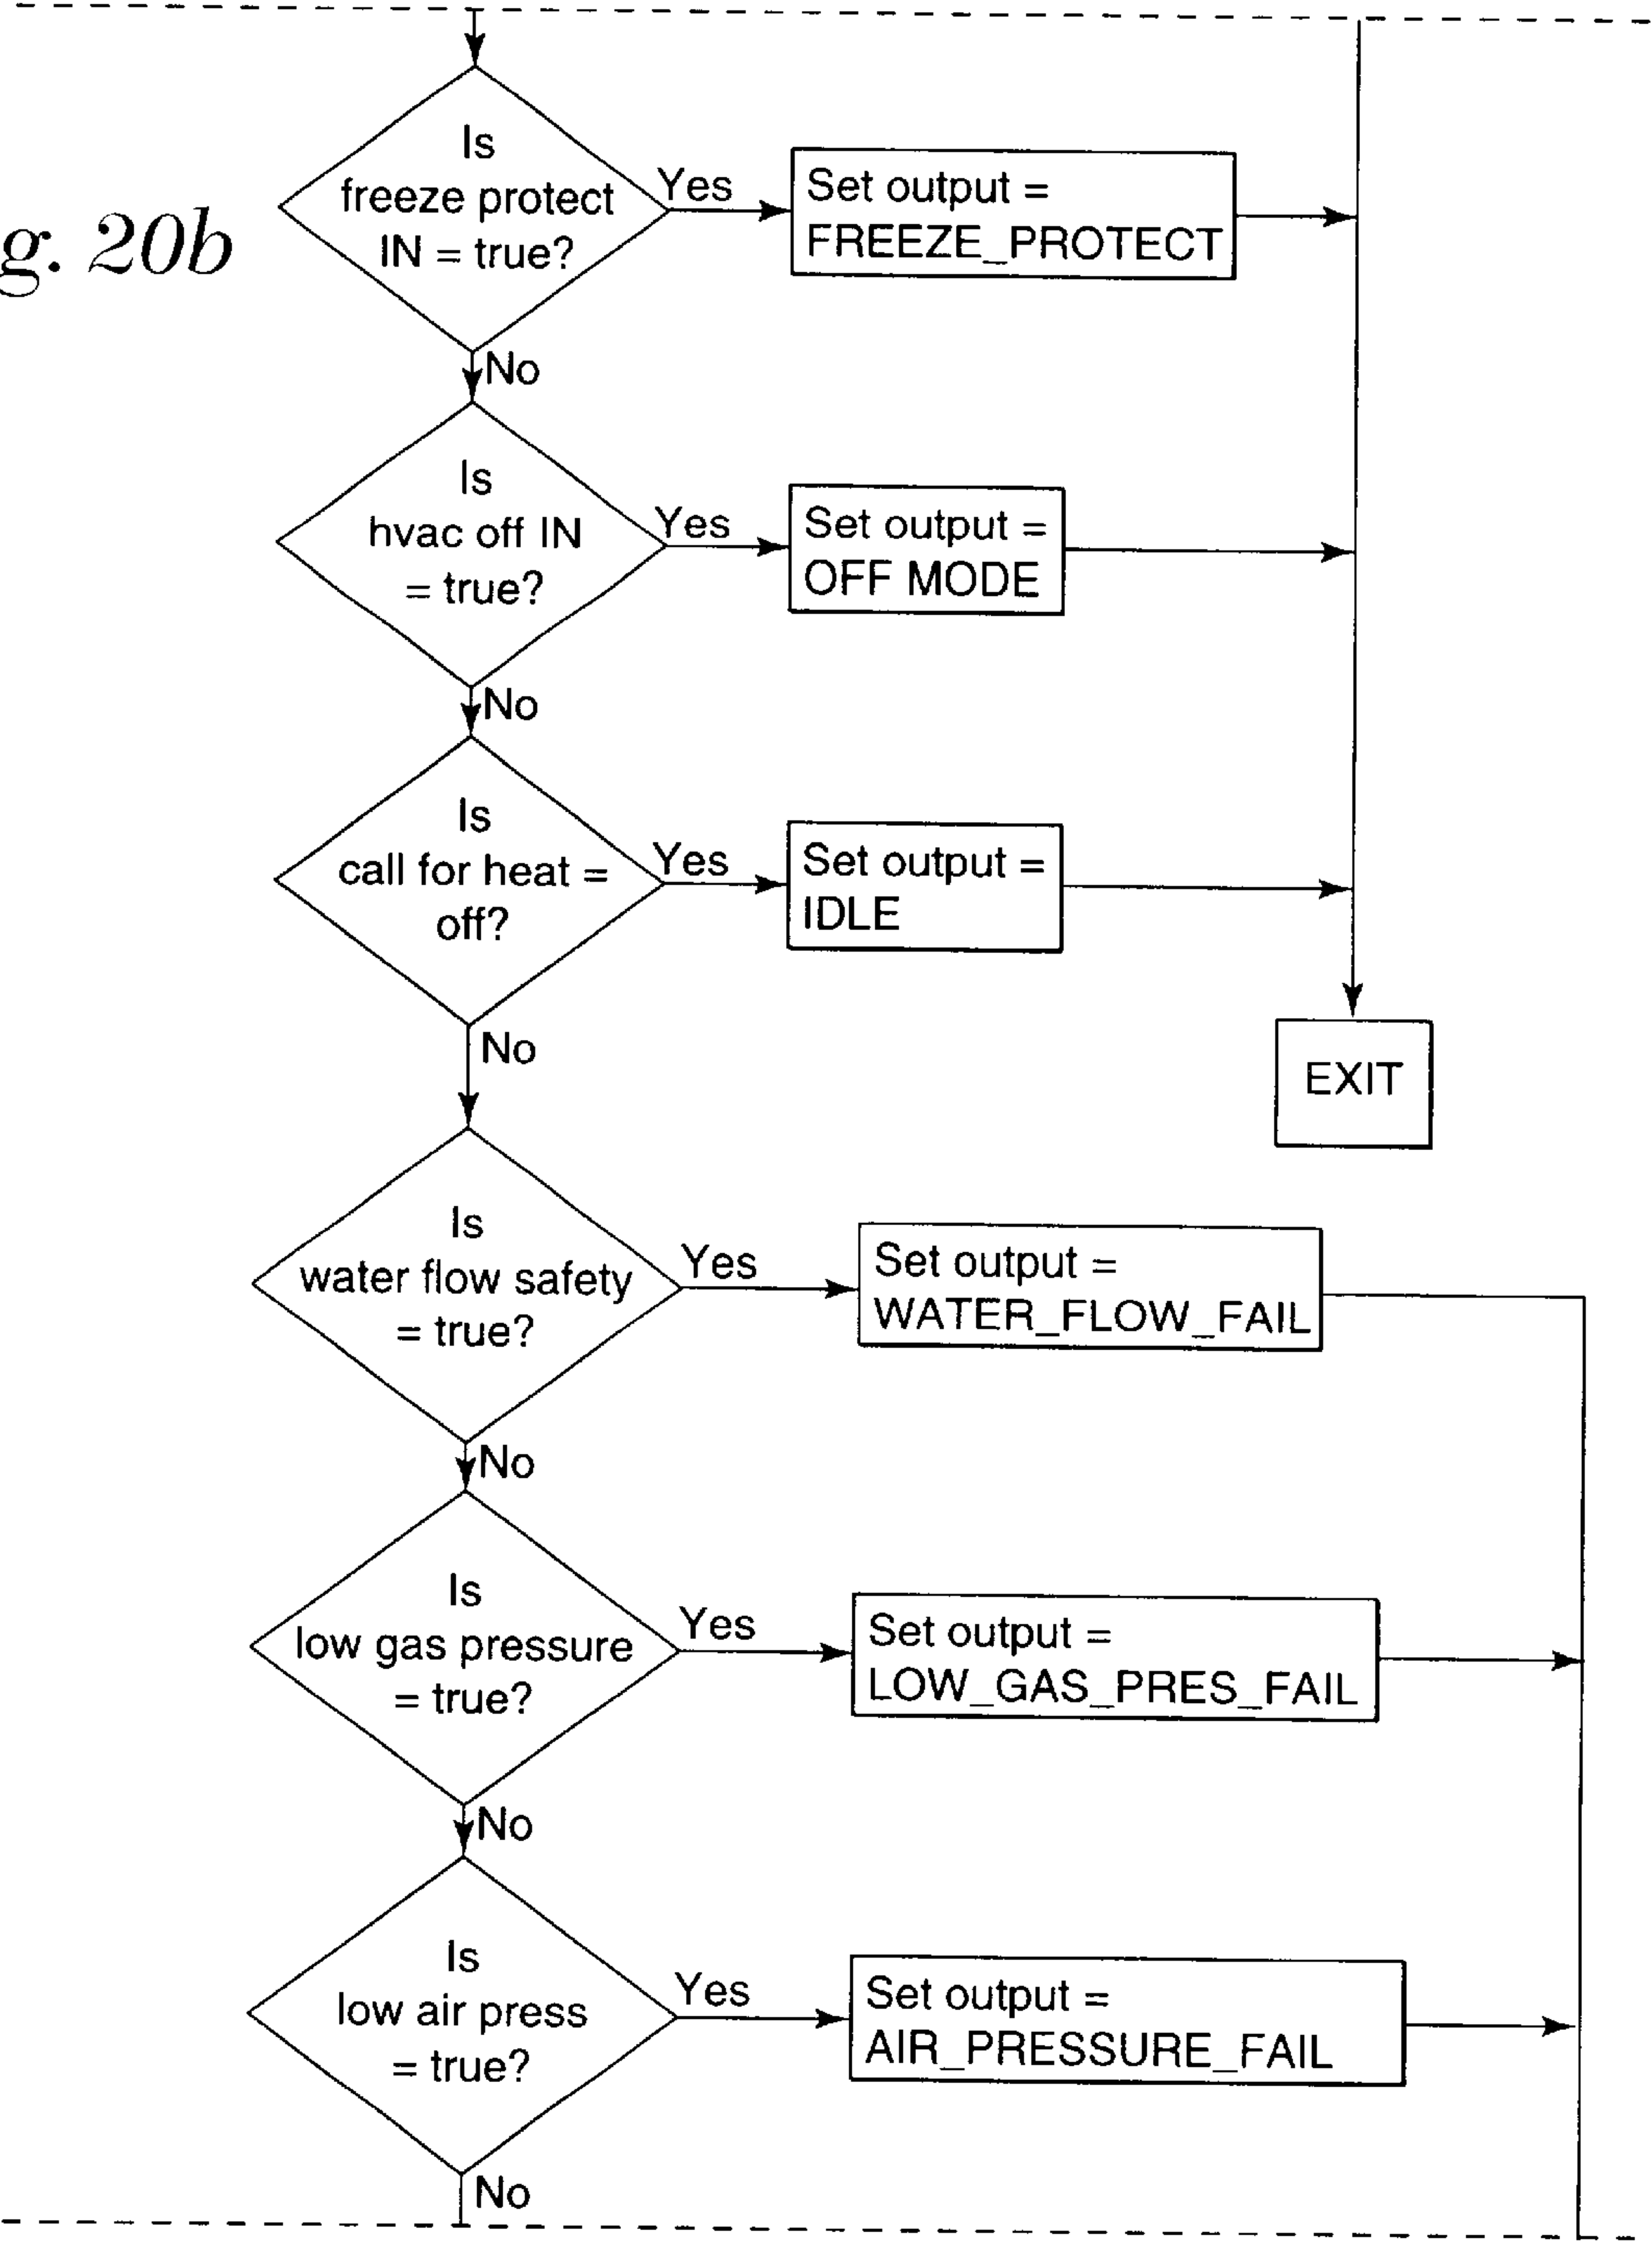 g. 20b
Is
freeze protect
IN = true?
Yes
Set output =
FREEZE_PROTECT
No
Is
hvac off IN
= true?
Yes
Set output =
OFF MODE
No
Is
call for heat =
off?
Yes
Set output =
IDLE
No
EXIT
Is
water flow safety
= true?
Yes
Set output =
WATER_FLOW_FAIL
No
Is
low gas pressure
= true?
Yes
Set output =
LOW_GAS_PRES_FAIL
No
Is
low air press
= true?
Yes
Set output =
AIR_PRESSURE_FAIL
No